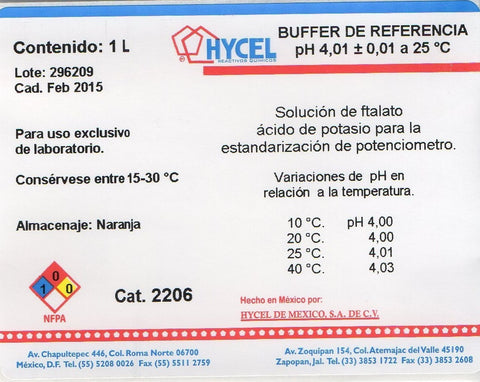 Contenido: 1 L
Lote: 296209
Cad. Feb 2015
HYCEL
REACTIVOS QUÍMICOS
BUFFER DE REFERENCIA
pH 4,01 ± 0,01 a 25 °C
Para uso exclusivo
de laboratorio.
Consérvese entre 15-30 °C
Almacenaje: Naranja
Solución de ftalato
ácido de potasio para la
estandarización de potenciometro.
Variaciones de pH en
relación a la temperatura.
10 °C. pH 4,00
20 °C. 4,00
25 °C. 4,01
40 °C. 4,03
0
1 0
NFPA
Cat. 2206
Hecho en México por:
HYCEL DE MEXICO, S.A. DE C.V.
Av. Chapultepec 446, Col. Roma Norte 06700
México, D.F. Tel. (55) 5208 0026 Fax (55) 5511 2759
Av. Zoquipan 154, Col. Atemajac del Valle 45190
Zapopan, Jal. Tel. (33) 3853 1722 Fax (33) 3853 2608